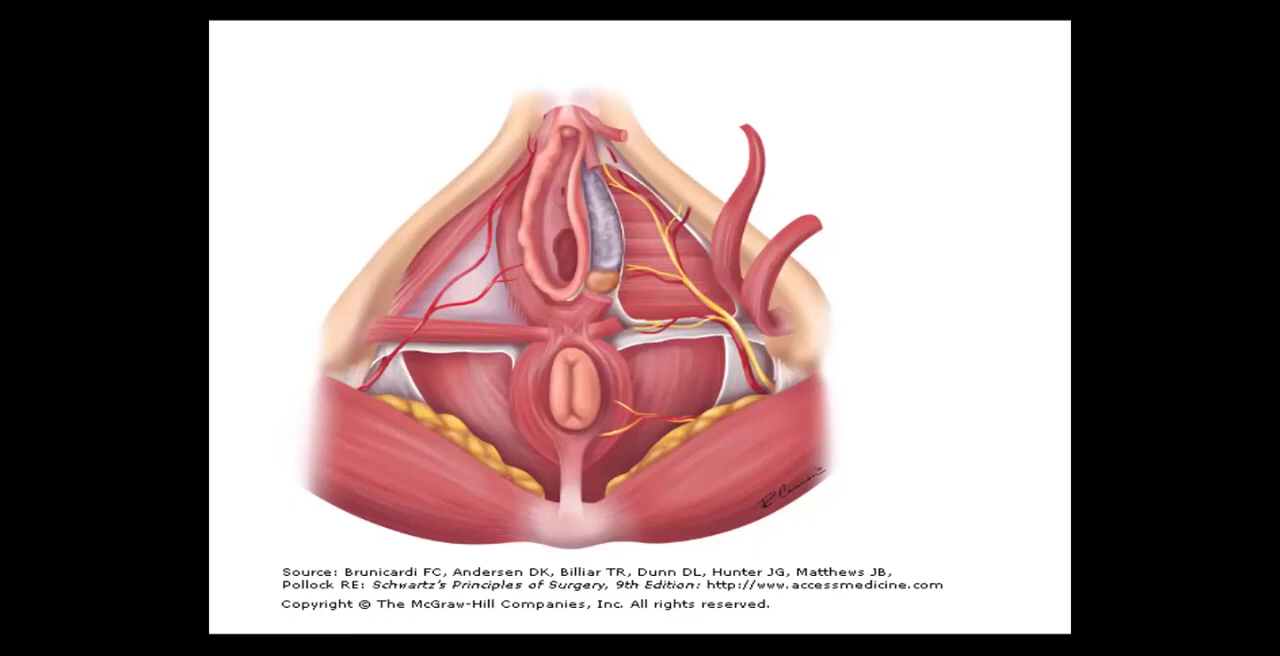 Source: Brunicardi FC, Andersen DK, Billiar TR, Dunn DL, Hunter JG, Matthews JB,
Pollock RE: Schwartz's Principles of Surgery, 9th Edition: http://www.accessmedicine.com
Copyright © The McGraw-Hill Companies, Inc. All rights reserved.